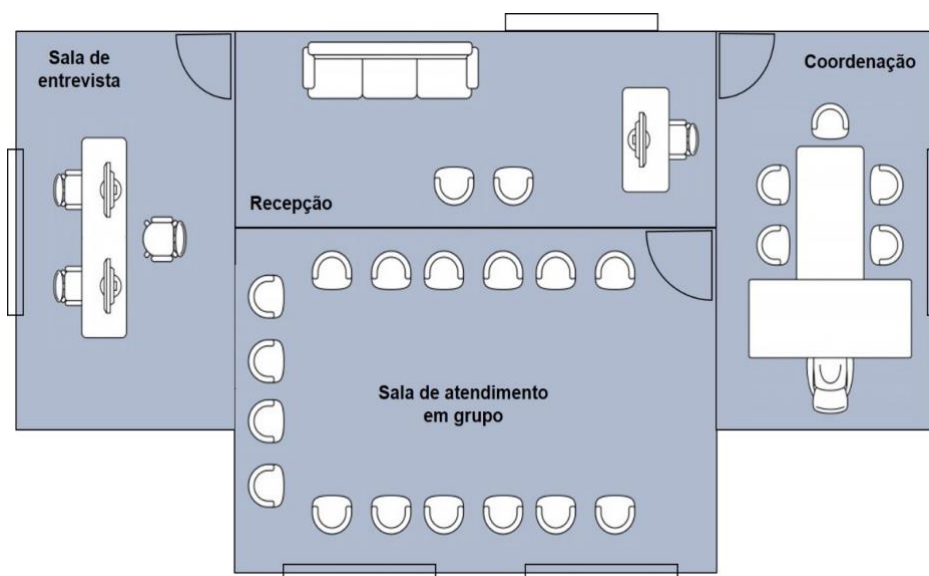 Sala de
entrevista
Recepção
Coordenação
Sala de atendimento
em grupo